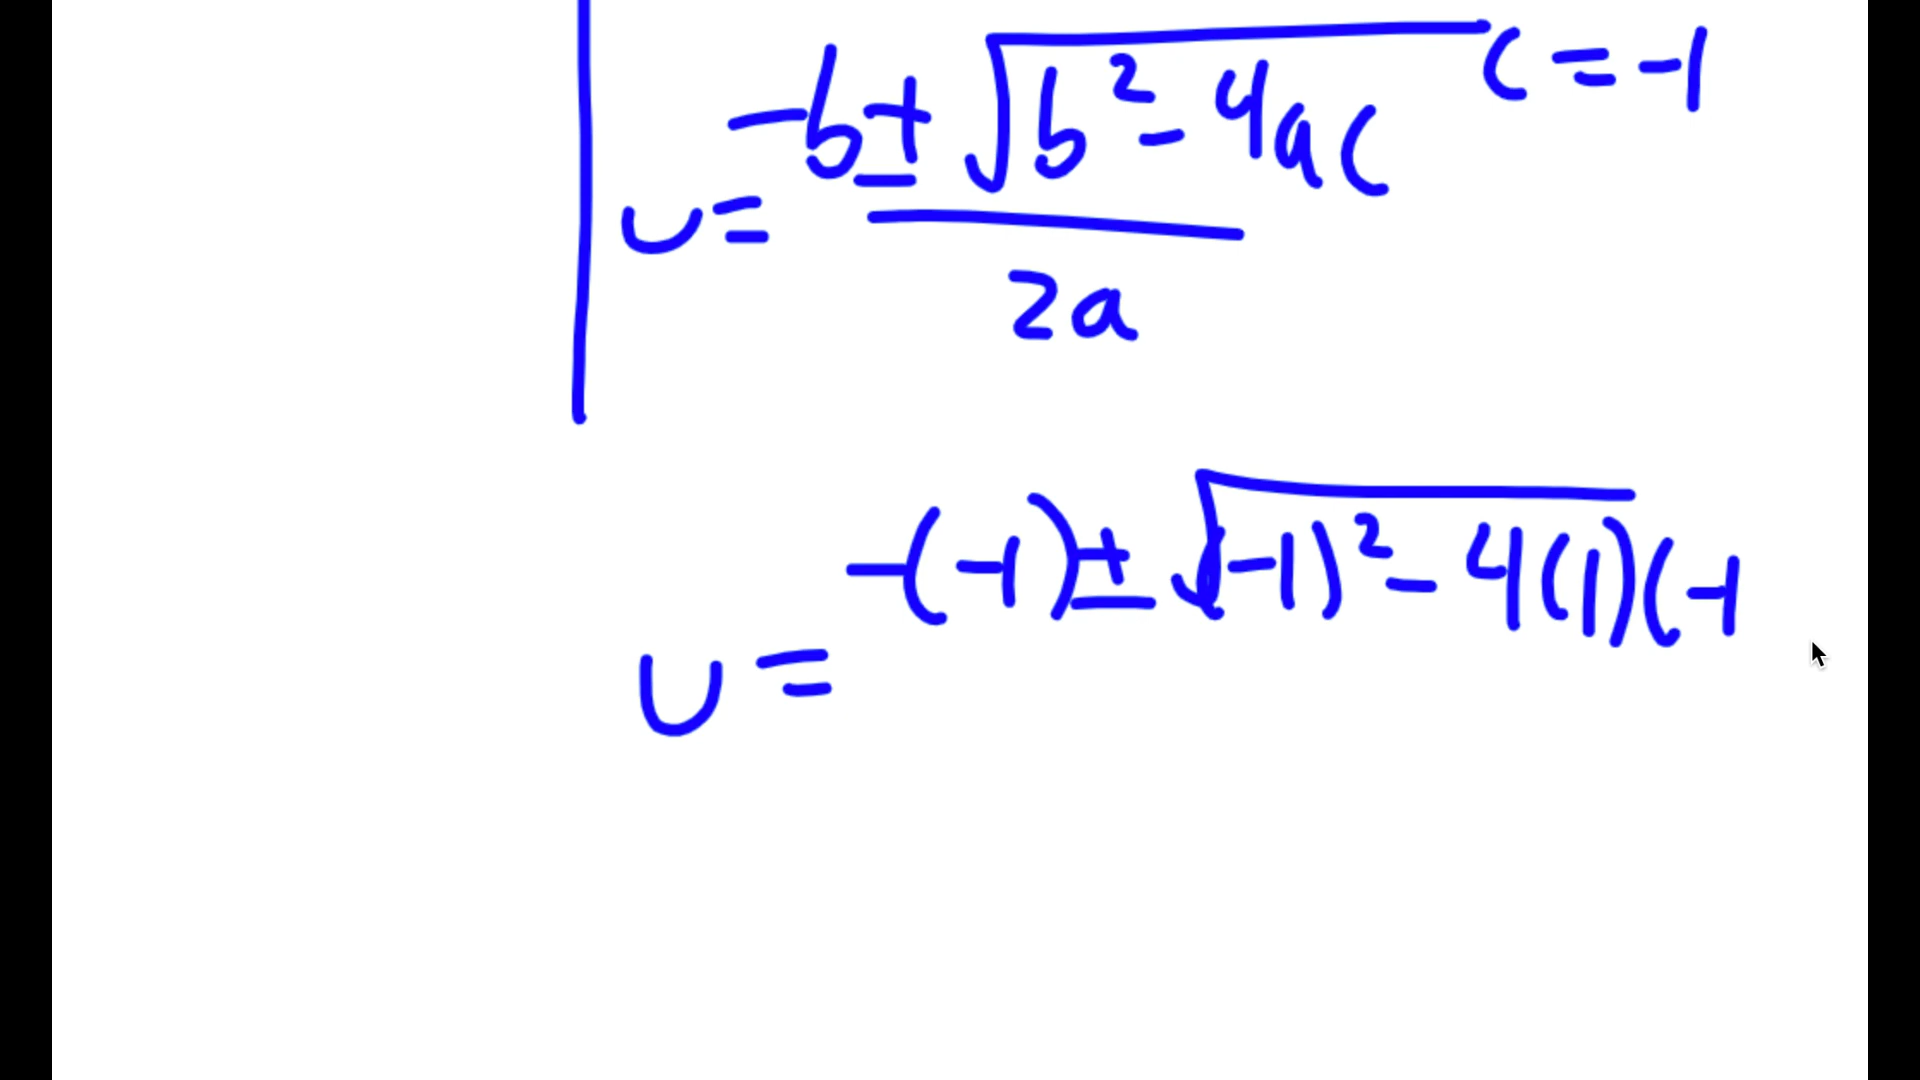 c = -1
u = -b ± √b² - 4ac
2a
u = -(-1) ± √(-1)² - 4(1)(-1